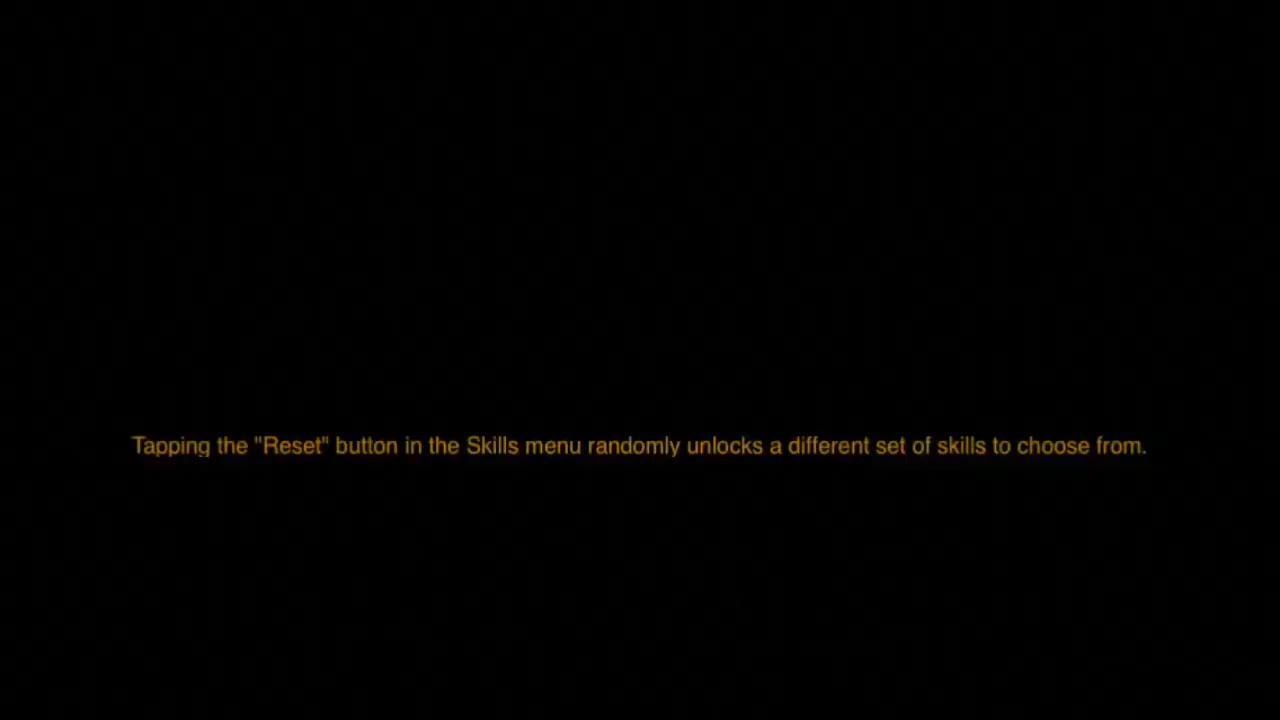 Tapping the "Reset" button in the Skills menu randomly unlocks a different set of skills to choose from.